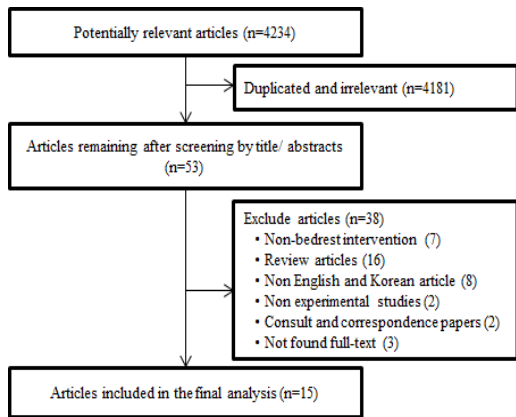 Potentially relevant articles (n=4234)
Duplicated and irrelevant (n=4181)
Articles remaining after screening by title/ abstracts
(n=53)
Exclude articles (n=38)
• Non-bedrest intervention (7)
• Review articles (16)
• Non English and Korean article (8)
• Non experimental studies (2)
• Consult and correspondence papers (2)
• Not found full-text (3)
Articles included in the final analysis (n=15)